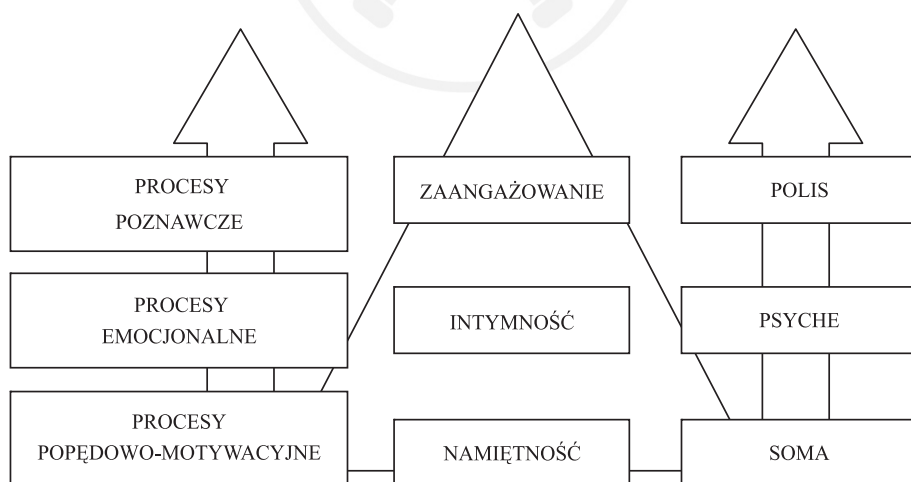 PROCESY
POZNAWCZE
ZAANGAŻOWANIE
POLIS
PROCESY
EMOCJONALNE
INTYMNOŚĆ
PSYCHE
PROCESY
POPĘDOWO-MOTYWACYJNE
NAMIĘTNOŚĆ
SOMA